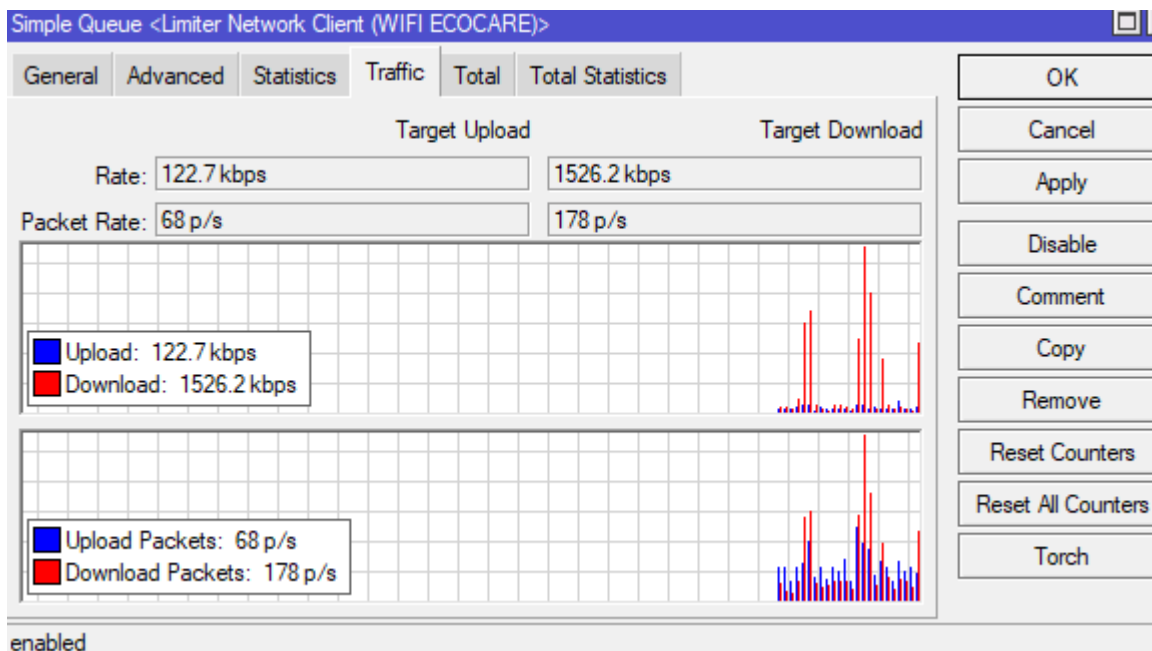 Simple Queue <Limiter Network Client (WIFI ECOCARE)>
General Advanced Statistics Traffic Total Total Statistics
Target Upload Target Download
Rate: 122.7 kbps 1526.2 kbps
Packet Rate: 68 p/s 178 p/s
Upload: 122.7 kbps
Download: 1526.2 kbps
Upload Packets: 68 p/s
Download Packets: 178 p/s
OK
Cancel
Apply
Disable
Comment
Copy
Remove
Reset Counters
Reset All Counters
Torch
enabled